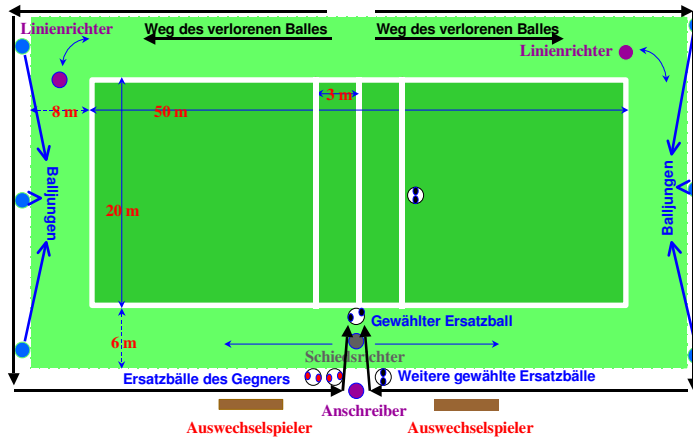 Linienrichter
Weg des verlorenen Balles
Weg des verlorenen Balles
Linienrichter
3 m
8 m
50 m
Balljungen
Balljungen
20 m
Gewählter Ersatzball
6 m
Schiedsrichter
Ersatzbälle des Gegners
Weitere gewählte Ersatzbälle
Anschreiber
Auswechselspieler
Auswechselspieler